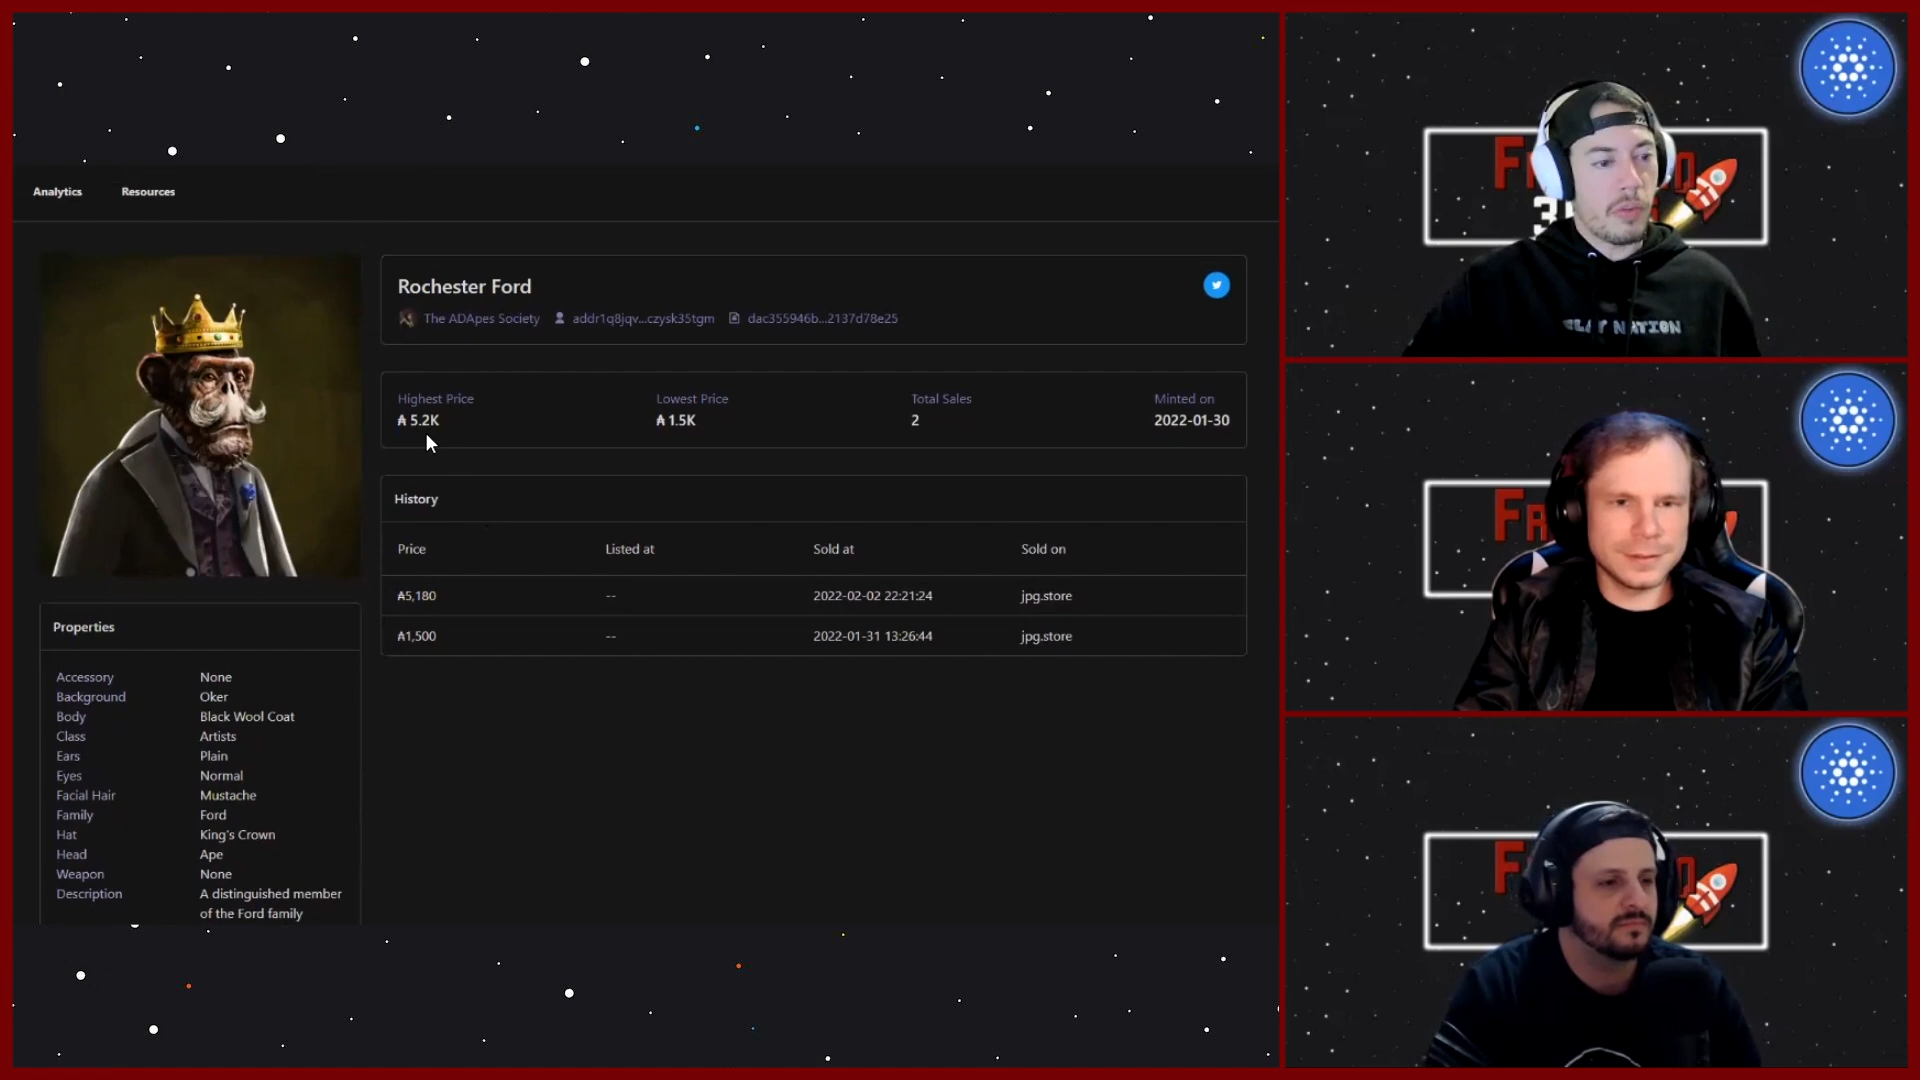 Analytics Resources
Rochester Ford
The ADApes Society addr1q8jqv...czysk35tgm dac355946b...2137d78e25
Highest Price Lowest Price Total Sales Minted on
₳ 5.2K ₳ 1.5K 2 2022-01-30
History
Price Listed at Sold at Sold on
₳5,180 -- 2022-02-02 22:21:24 jpg.store
₳1,500 -- 2022-01-31 13:26:44 jpg.store
Properties
Accessory None
Background Oker
Body Black Wool Coat
Class Artists
Ears Plain
Eyes Normal
Facial Hair Mustache
Family Ford
Hat King's Crown
Head Ape
Weapon None
Description A distinguished member
of the Ford family
NATION